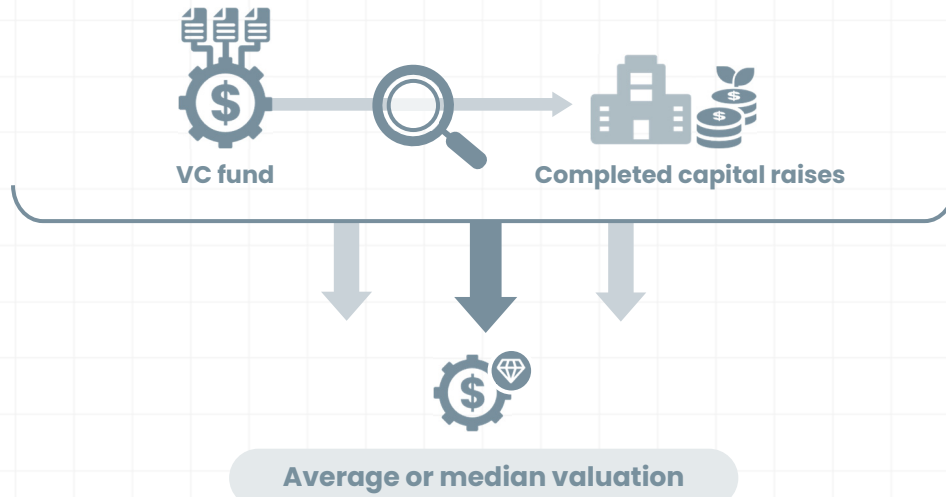 $
$
$
VC fund
Completed capital raises
$
Average or median valuation